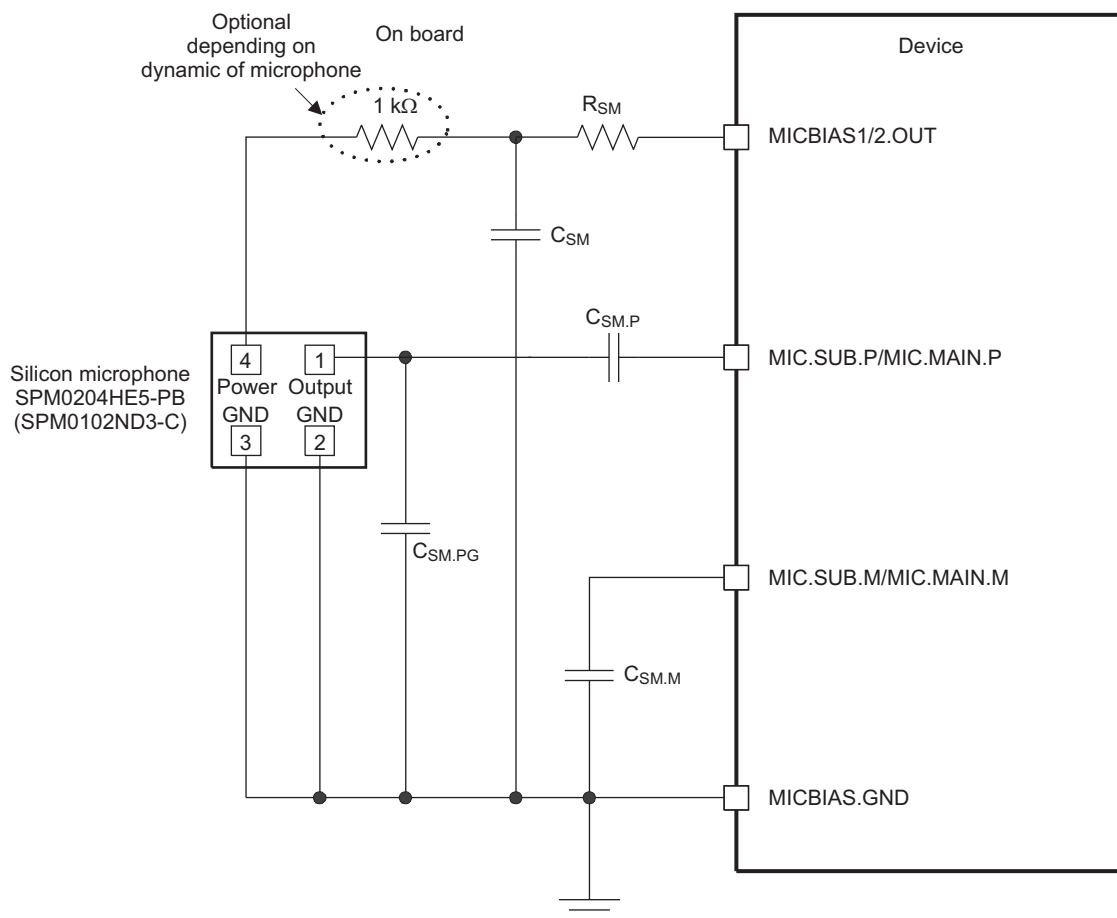 Optional
depending on
dynamic of microphone
On board
Device
1 kΩ
RSM
MICBIAS1/2.OUT
CSM
CSM.P
MIC.SUB.P/MIC.MAIN.P
Silicon microphone
SPM0204HE5-PB
(SPM0102ND3-C)
4 1
Power Output
GND GND
3 2
CSM.PG
MIC.SUB.M/MIC.MAIN.M
CSM.M
MICBIAS.GND